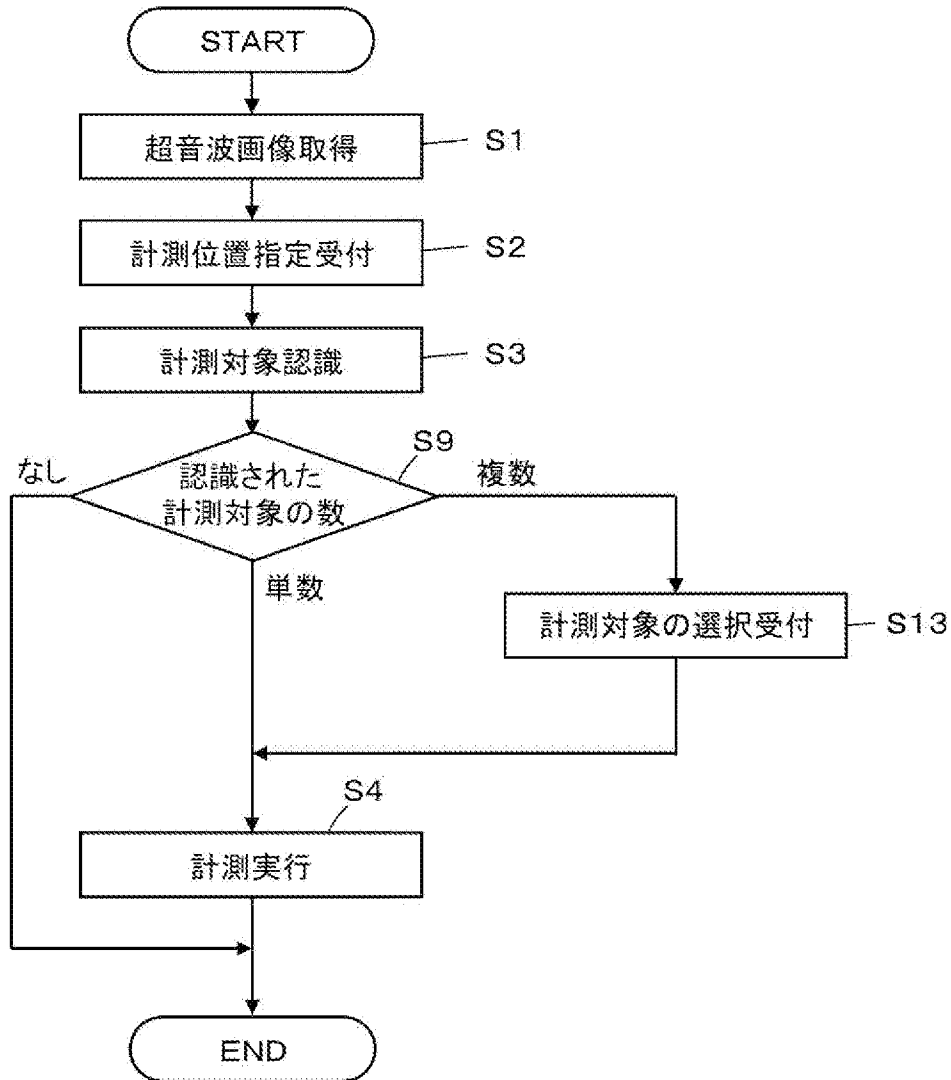 START
超音波画像取得
S1
計測位置指定受付
S2
計測対象認識
S3
S9
なし
認識された
計測対象の数
複数
単数
計測対象の選択受付
S13
S4
計測実行
END